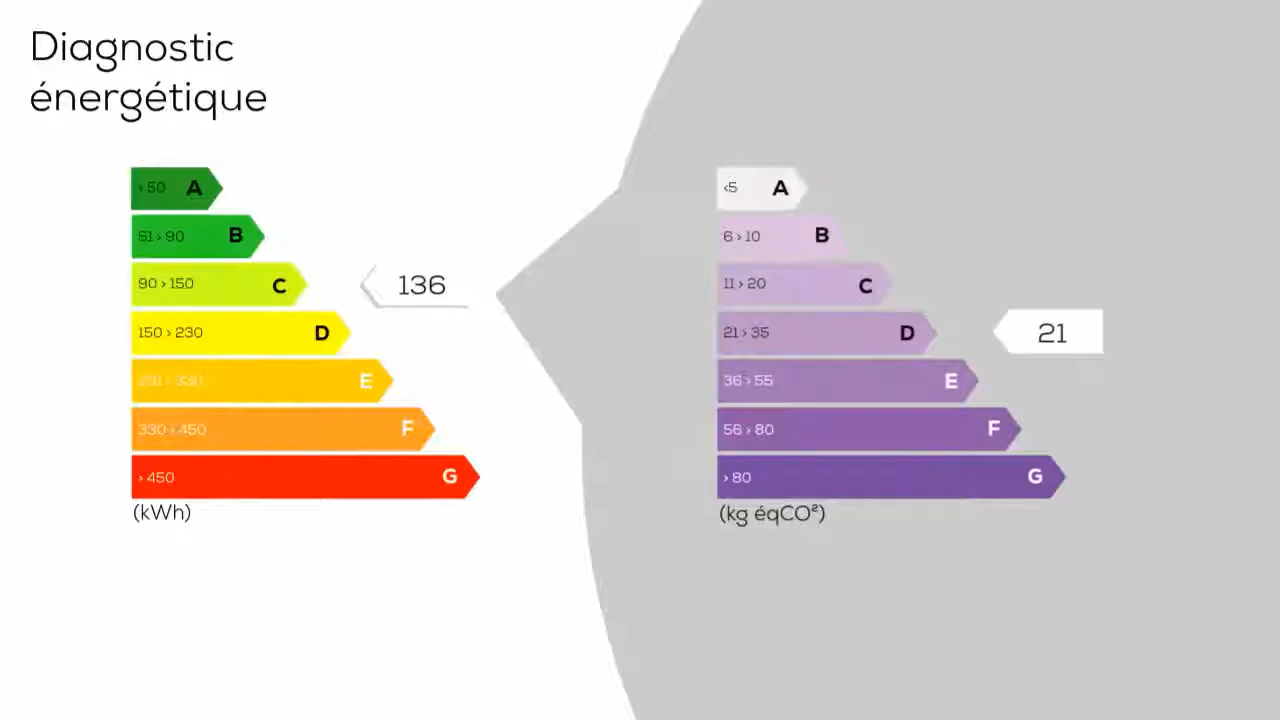 Diagnostic
énergétique
A
51 > 90 B
90 > 150 C
136
150 > 230 D
E
330 > 450 F
> 450 G
(kWh)
<5 A
6 > 10 B
11 > 20 C
21 > 35 D
21
36 > 55 E
56 > 80 F
> 80 G
(kg éqCO²)